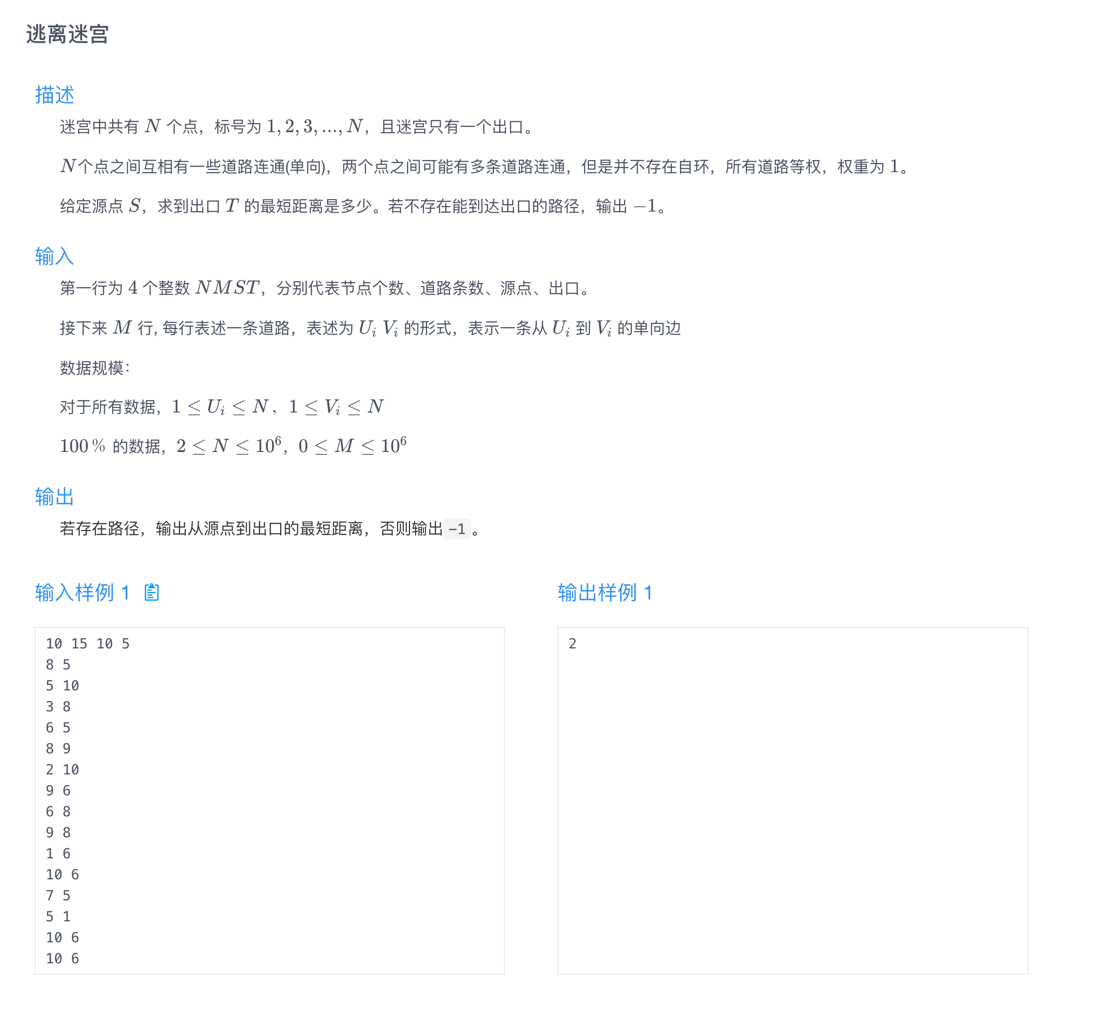 逃离迷宫
描述
迷宫中共有 N 个点，标号为 1, 2, 3, ..., N，且迷宫只有一个出口。
N个点之间互相有一些道路连通(单向)，两个点之间可能有多条道路连通，但是并不存在自环，所有道路等权，权重为 1。
给定源点 S，求到出口 T 的最短距离是多少。若不存在能到达出口的路径，输出 −1。
输入
第一行为 4 个整数 NMST，分别代表节点个数、道路条数、源点、出口。
接下来 M 行, 每行表述一条道路，表述为 U_i V_i 的形式，表示一条从 U_i 到 V_i 的单向边
数据规模：
对于所有数据，1 ≤ U_i ≤ N，1 ≤ V_i ≤ N
100% 的数据，2 ≤ N ≤ 10^6，0 ≤ M ≤ 10^6
输出
若存在路径，输出从源点到出口的最短距离，否则输出 -1 。
输入样例 1
10 15 10 5
8 5
5 10
3 8
6 5
8 9
2 10
9 6
6 8
9 8
1 6
10 6
7 5
5 1
10 6
10 6
输出样例 1
2